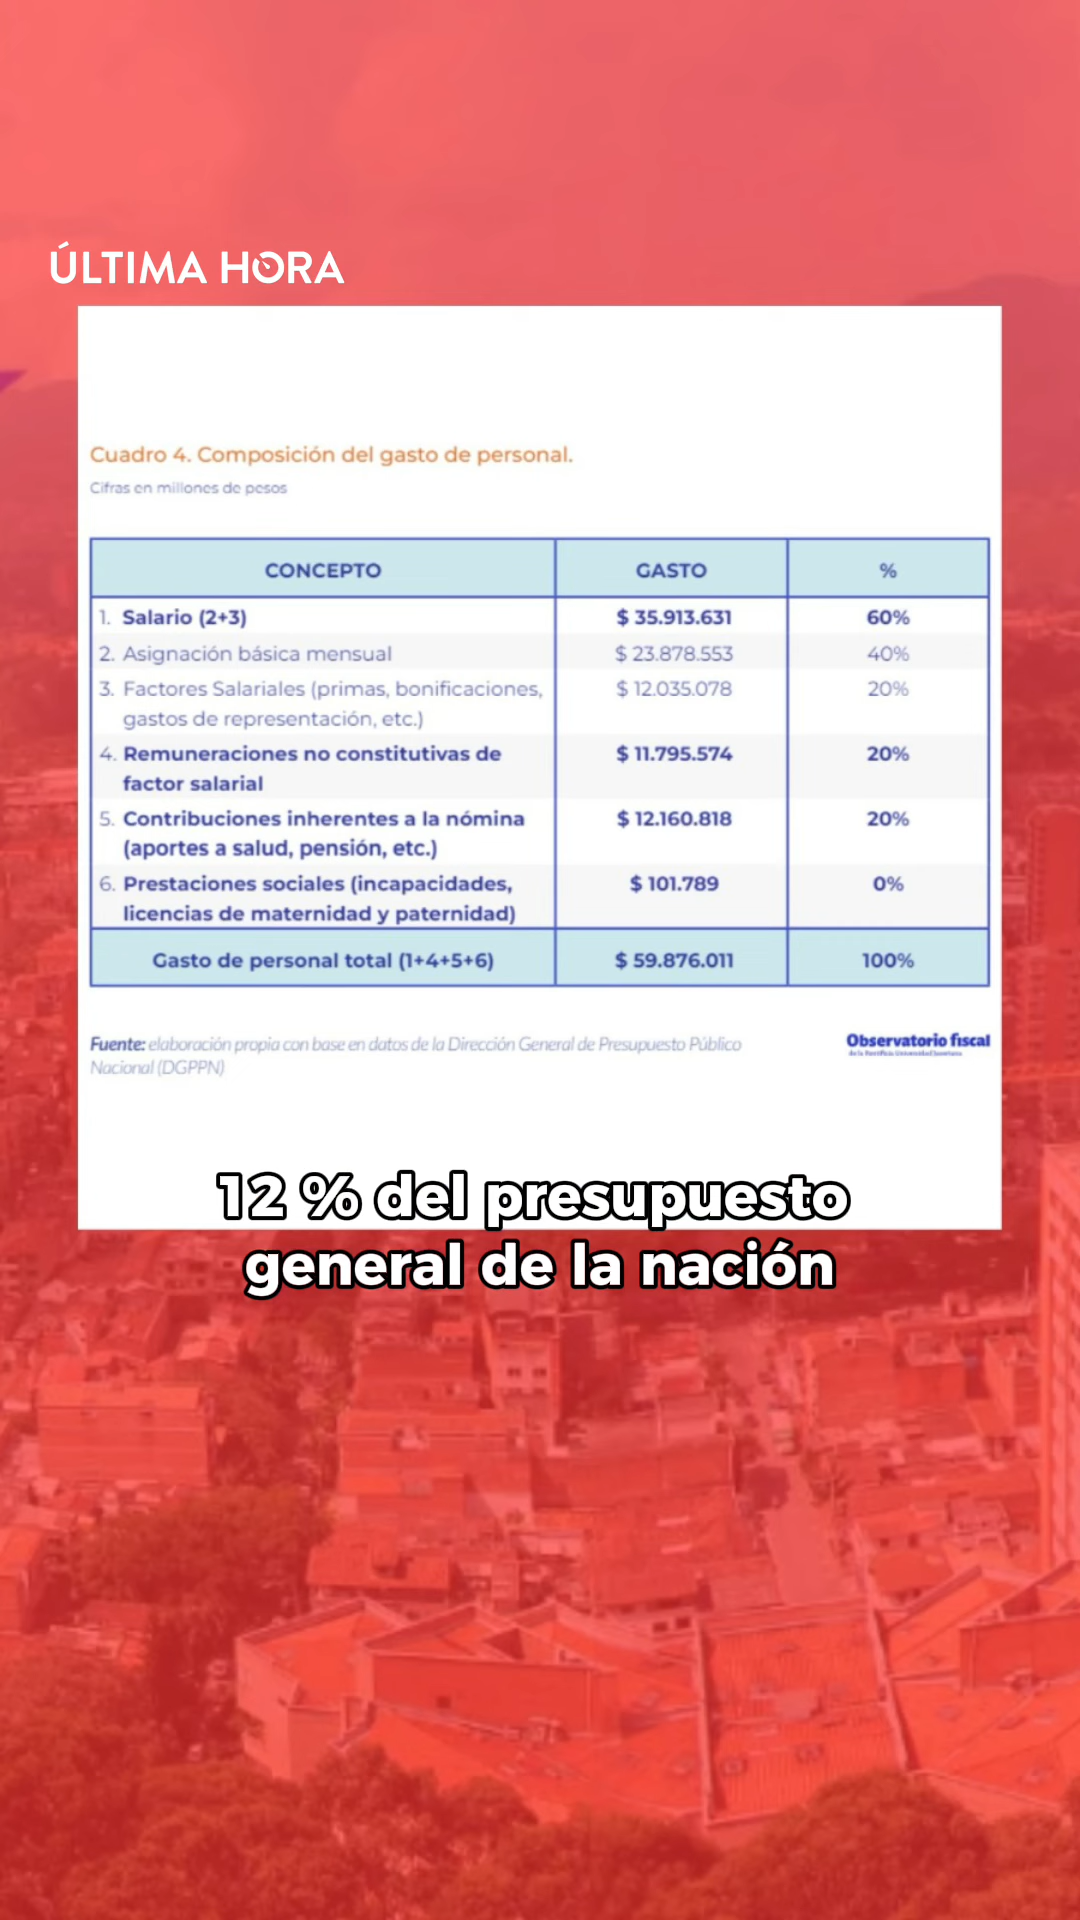 ÚLTIMA HORA
Cuadro 4. Composición del gasto de personal.
Cifras en millones de pesos
CONCEPTO GASTO %
1. Salario (2+3) $ 35.913.631 60%
2. Asignación básica mensual $ 23.878.553 40%
3. Factores Salariales (primas, bonificaciones, $ 12.035.078 20%
gastos de representación, etc.)
4. Remuneraciones no constitutivas de $ 11.795.574 20%
factor salarial
5. Contribuciones inherentes a la nómina $ 12.160.818 20%
(aportes a salud, pensión, etc.)
6. Prestaciones sociales (incapacidades, $ 101.789 0%
licencias de maternidad y paternidad)
Gasto de personal total (1+4+5+6) $ 59.876.011 100%
Fuente: elaboración propia con base en datos de la Dirección General de Presupuesto Público
Nacional (DGPPN)
Observatorio fiscal
de la Pontificia Universidad Javeriana
12 % del presupuesto
general de la nación